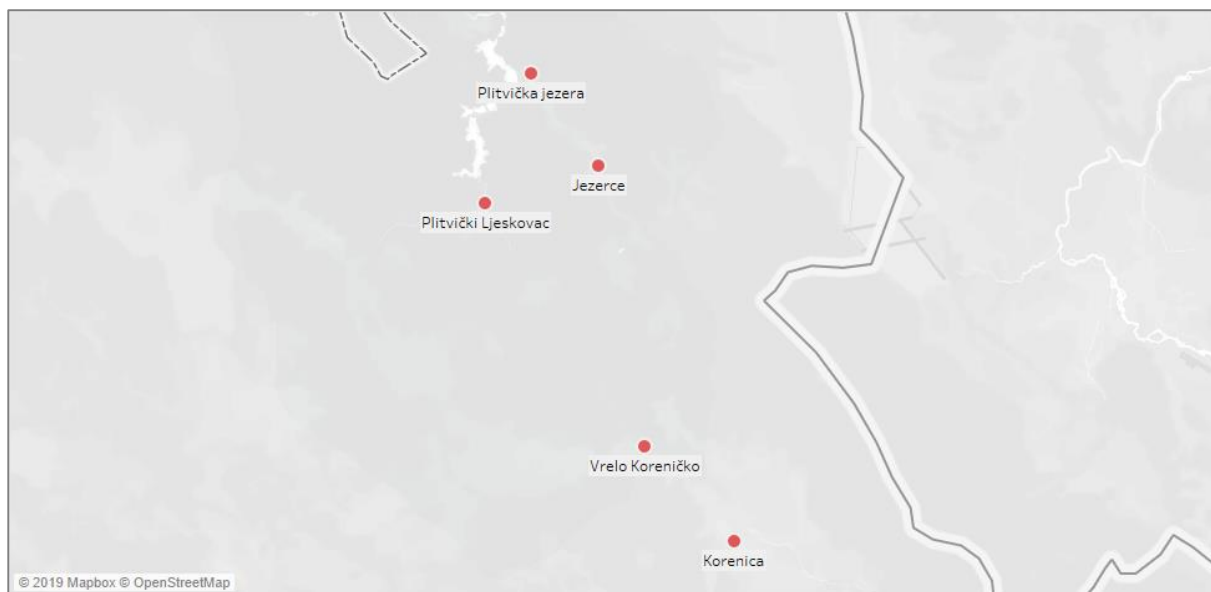 Plitvička jezera
Jezerce
Plitvički Ljeskovac
Vrelo Koreničko
Korenica
© 2019 Mapbox © OpenStreetMap